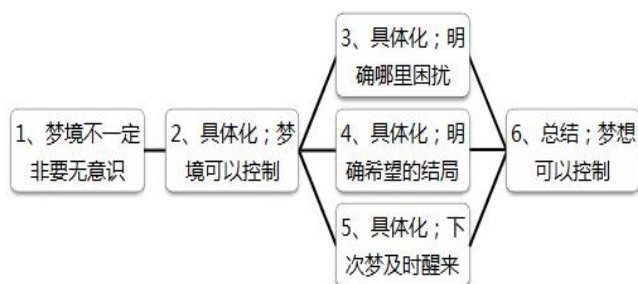 1、梦境不一定
非要无意识
2、具体化；梦
境可以控制
3、具体化；明
确哪里困扰
4、具体化；明
确希望的结局
5、具体化；下
次梦及时醒来
6、总结；梦想
可以控制